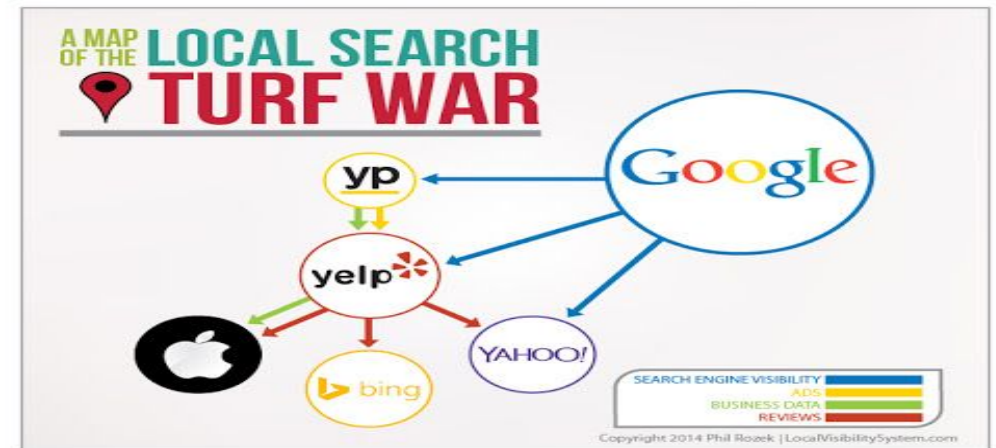 A MAP
OF THE
LOCAL SEARCH
TURF WAR
yp
Google
yelp
YAHOO!
bing
SEARCH ENGINE VISIBILITY
ADS
BUSINESS DATA
REVIEWS
Copyright 2014 Phil Rozek | LocalVisibilitySystem.com